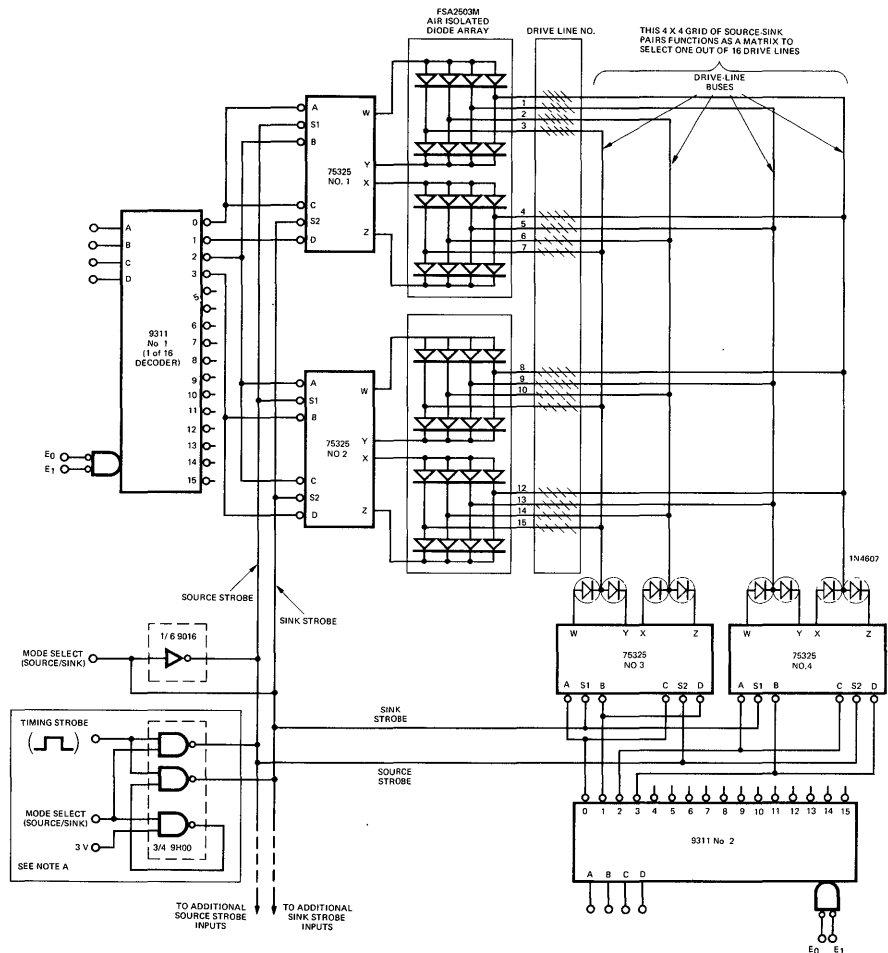 FSA2503M
AIR ISOLATED
DIODE ARRAY
DRIVE LINE NO.
THIS 4 X 4 GRID OF SOURCE-SINK
PAIRS FUNCTIONS AS A MATRIX TO
SELECT ONE OUT OF 16 DRIVE LINES
DRIVE-LINE
BUSES
A
S1
B
C
S2
D
75325
NO. 1
W
Y
X
Z
1
2
3
4
5
6
7
A
B
C
D
9311
No 1
(1 of 16
DECODER)
0
1
2
3
5
6
7
8
9
10
11
12
13
14
15
E0
E1
A
S1
B
C
S2
D
75325
NO 2
W
Y
X
Z
8
9
10
12
13
14
15
SOURCE STROBE
SINK STROBE
1N4607
W Y X Z
75325
NO 3
A S1 B C S2 D
W Y X Z
75325
NO.4
A S1 B C S2 D
MODE SELECT
(SOURCE/SINK)
1/ 6 9016
TIMING STROBE
MODE SELECT
(SOURCE/SINK)
3 V
3/4 9H00
SEE NOTE A
SINK
STROBE
SOURCE
STROBE
0 1 2 3 4 5 6 7 8 9 10 11 12 13 14 15
9311 No 2
A B C D
E0 E1
TO ADDITIONAL
SOURCE STROBE
INPUTS
TO ADDITIONAL
SINK STROBE
INPUTS